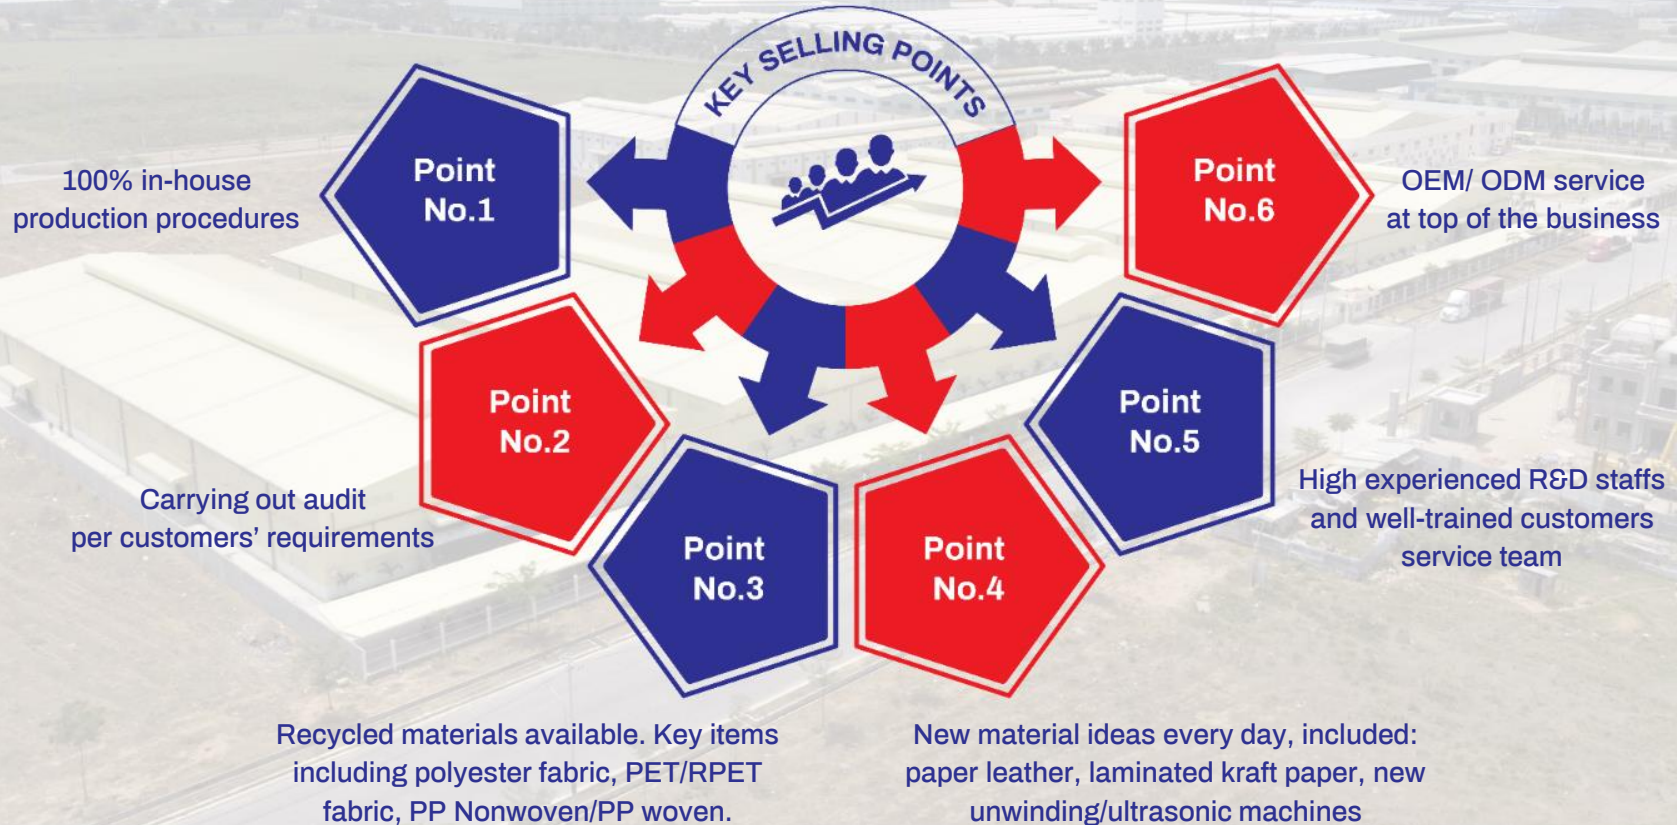 KEY SELLING POINTS
Point
No.1
100% in-house
production procedures
Point
No.2
Carrying out audit
per customers’ requirements
Point
No.3
Recycled materials available. Key items
including polyester fabric, PET/RPET
fabric, PP Nonwoven/PP woven.
Point
No.4
New material ideas every day, included:
paper leather, laminated kraft paper, new
unwinding/ultrasonic machines
Point
No.5
High experienced R&D staffs
and well-trained customers
service team
Point
No.6
OEM/ ODM service
at top of the business